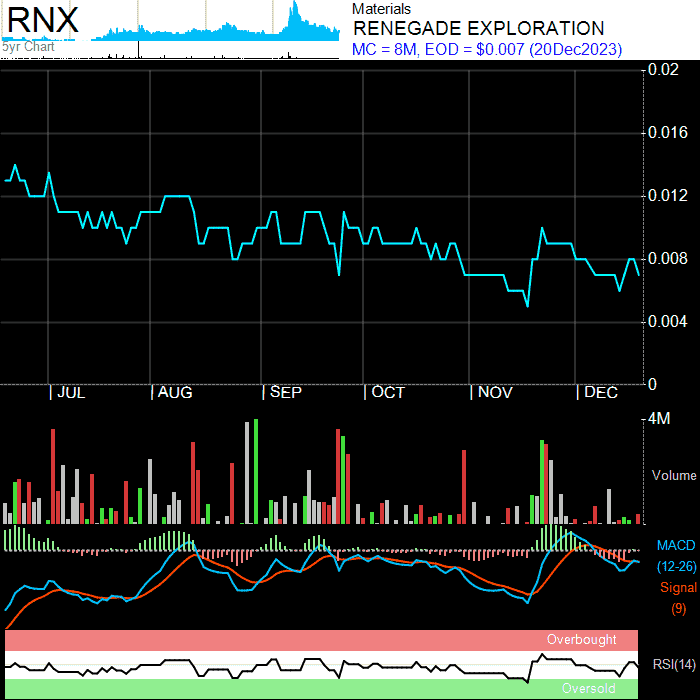 RNX
5yr Chart
Materials
RENEGADE EXPLORATION
MC = 8M, EOD = $0.007 (20Dec2023)
0.02
0.016
0.012
0.008
0.004
0
JUL
AUG
SEP
OCT
NOV
DEC
4M
Volume
MACD
(12-26)
Signal
(9)
Overbought
RSI(14)
Oversold